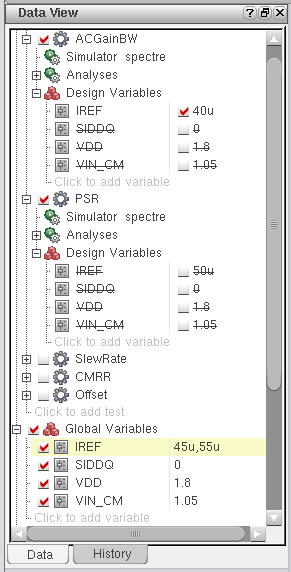 Data View
ACGainBW
Simulator spectre
Analyses
Design Variables
IREF 40u
SIDDQ 0
VDD 1.8
VIN_CM 1.05
Click to add variable
PSR
Simulator spectre
Analyses
Design Variables
IREF 50u
SIDDQ 0
VDD 1.8
VIN_CM 1.05
Click to add variable
SlewRate
CMRR
Offset
Click to add test
Global Variables
IREF 45u,55u
SIDDQ 0
VDD 1.8
VIN_CM 1.05
Click to add variable
Data History